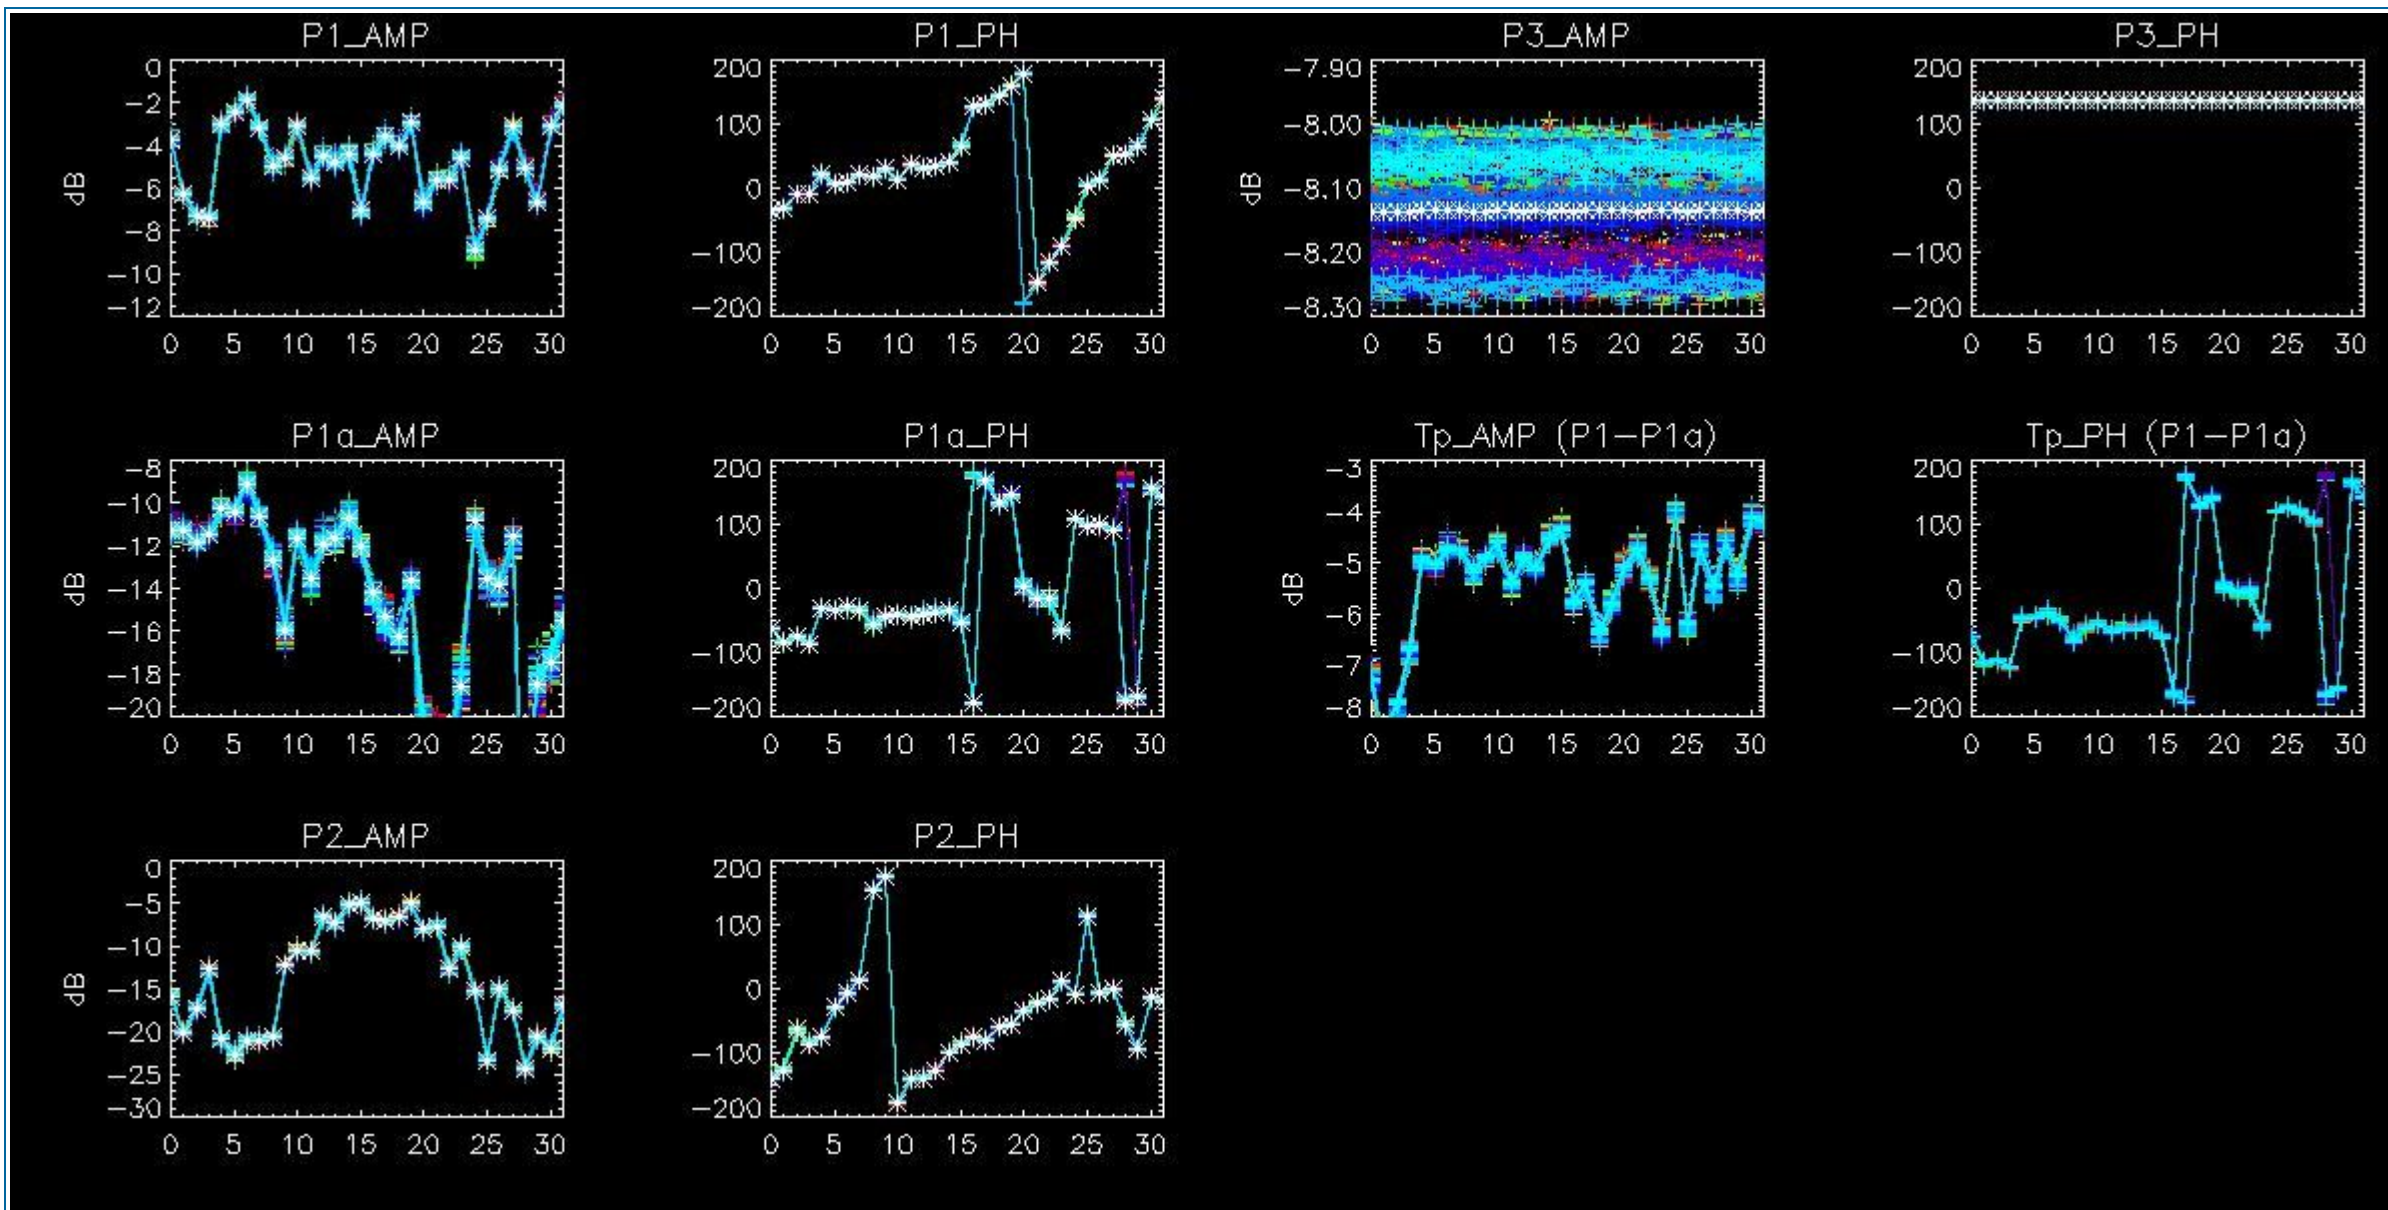 P1_AMP
dB
0
−2
−4
−6
−8
−10
−12
0 5 10 15 20 25 30
P1_PH
200
100
0
−100
−200
0 5 10 15 20 25 30
P3_AMP
dB
−7.90
−8.00
−8.10
−8.20
−8.30
0 5 10 15 20 25 30
P3_PH
200
100
0
−100
−200
0 5 10 15 20 25 30
P1a_AMP
dB
−8
−10
−12
−14
−16
−18
−20
0 5 10 15 20 25 30
P1a_PH
200
100
0
−100
−200
0 5 10 15 20 25 30
Tp_AMP (P1−P1a)
dB
−3
−4
−5
−6
−7
−8
0 5 10 15 20 25 30
Tp_PH (P1−P1a)
200
100
0
−100
−200
0 5 10 15 20 25 30
P2_AMP
dB
0
−5
−10
−15
−20
−25
−30
0 5 10 15 20 25 30
P2_PH
200
100
0
−100
−200
0 5 10 15 20 25 30